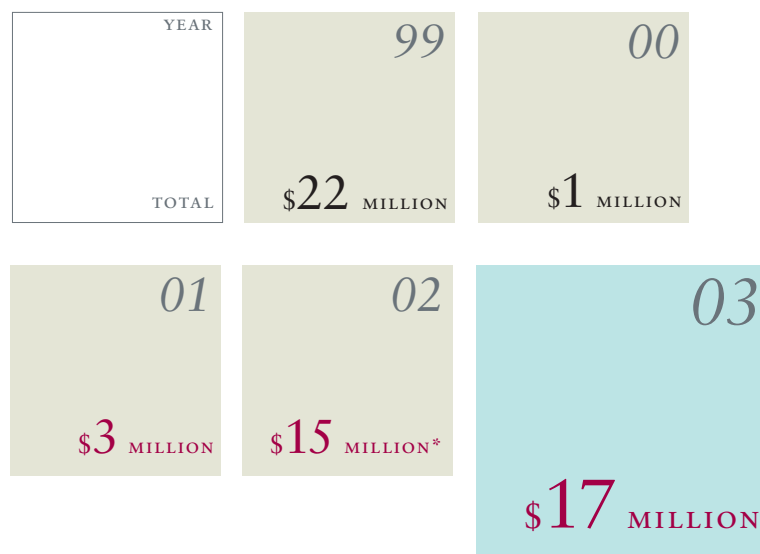 YEAR
TOTAL
99
$22 MILLION
00
$1 MILLION
01
$3 MILLION
02
$15 MILLION*
03
$17 MILLION